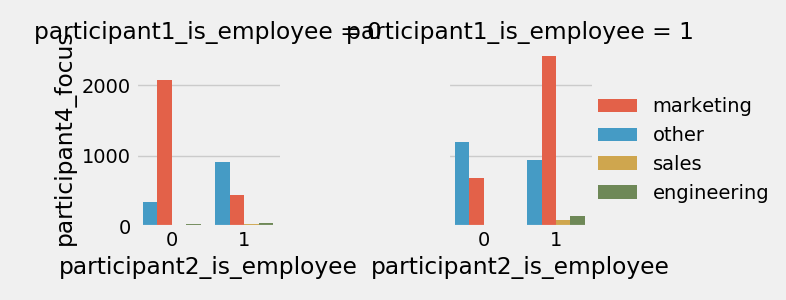 participant1_is_employee = 0
participant1_is_employee = 1
participant4_focus
2000
1000
0
0 1
0 1
participant2_is_employee
participant2_is_employee
marketing
other
sales
engineering